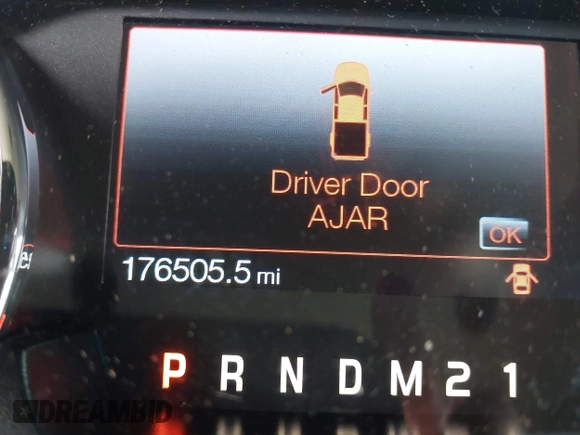 Driver Door
AJAR
OK
176505.5 mi
P R N D M 2 1
DREAMBID